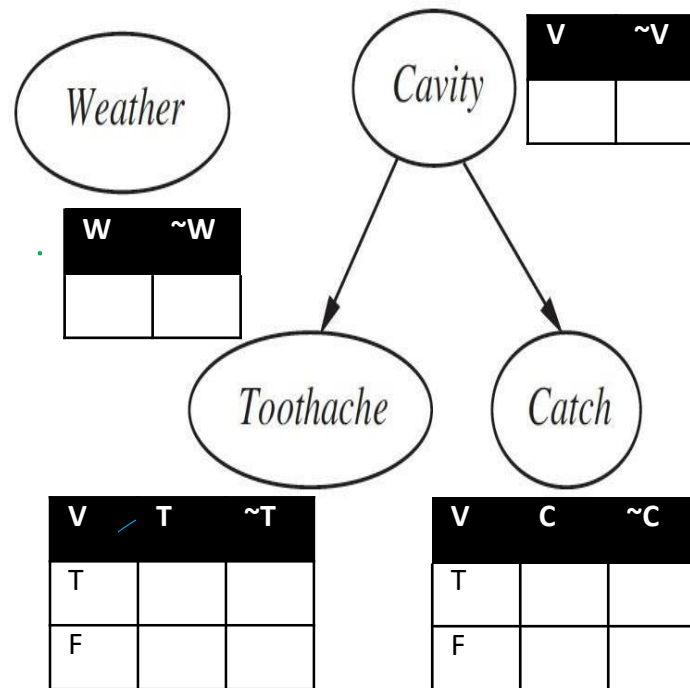 V ~V
Weather
Cavity
W ~W
Toothache
Catch
V T ~T
T
F
V C ~C
T
F